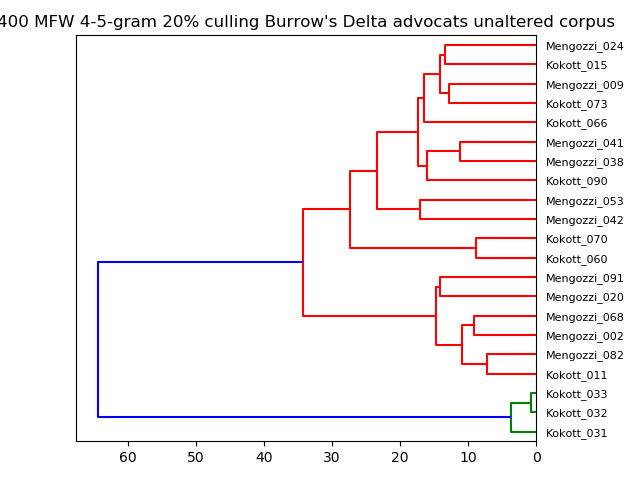 400 MFW 4-5-gram 20% culling Burrow's Delta advocats unaltered corpus
Mengozzi_024
Kokott_015
Mengozzi_009
Kokott_073
Kokott_066
Mengozzi_041
Mengozzi_038
Kokott_090
Mengozzi_053
Mengozzi_042
Kokott_070
Kokott_060
Mengozzi_091
Mengozzi_020
Mengozzi_068
Mengozzi_002
Mengozzi_082
Kokott_011
Kokott_033
Kokott_032
Kokott_031
60 50 40 30 20 10 0